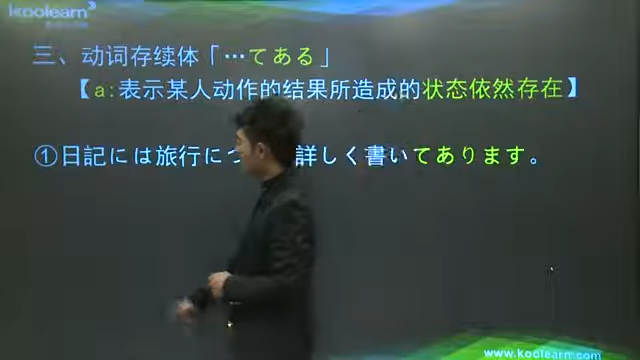 koolearn
三、动词存续体「…てある」
【a:表示某人动作的结果所造成的状态依然存在】
①日記には旅行につ 詳しく書いてあります。
www.koolearn.com